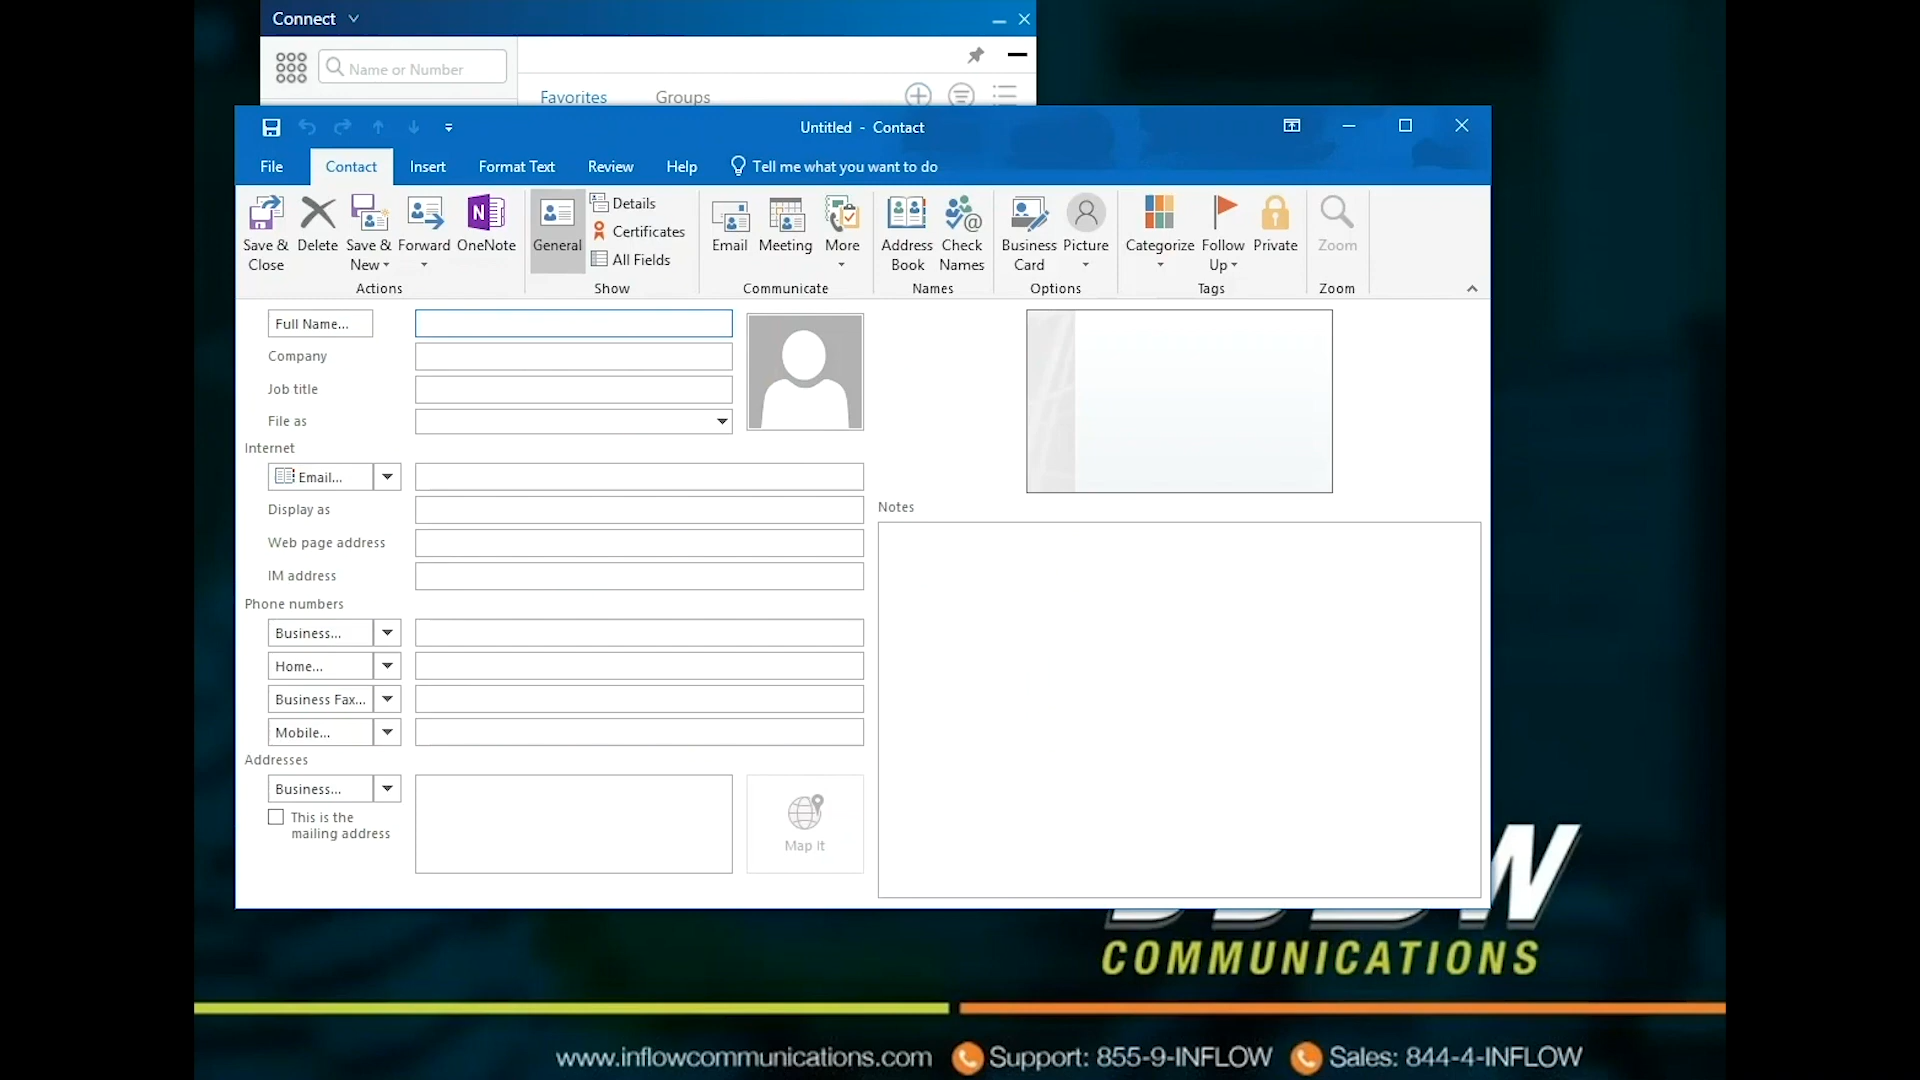 Connect
Name or Number
Favorites Groups
Untitled - Contact
File Contact Insert Format Text Review Help Tell me what you want to do
Save & Close
Delete
Save & New
Forward
OneNote
Actions
General
Details
Certificates
All Fields
Show
Email
Meeting
More
Communicate
Address Book
Check Names
Names
Business Card
Picture
Options
Categorize
Follow Up
Private
Tags
Zoom
Zoom
Full Name...
Company
Job title
File as
Internet
Email...
Display as
Web page address
IM address
Notes
Phone numbers
Business...
Home...
Business Fax...
Mobile...
Addresses
Business...
This is the
mailing address
Map It
COMMUNICATIONS
www.inflowcommunications.com Support: 855-9-INFLOW Sales: 844-4-INFLOW